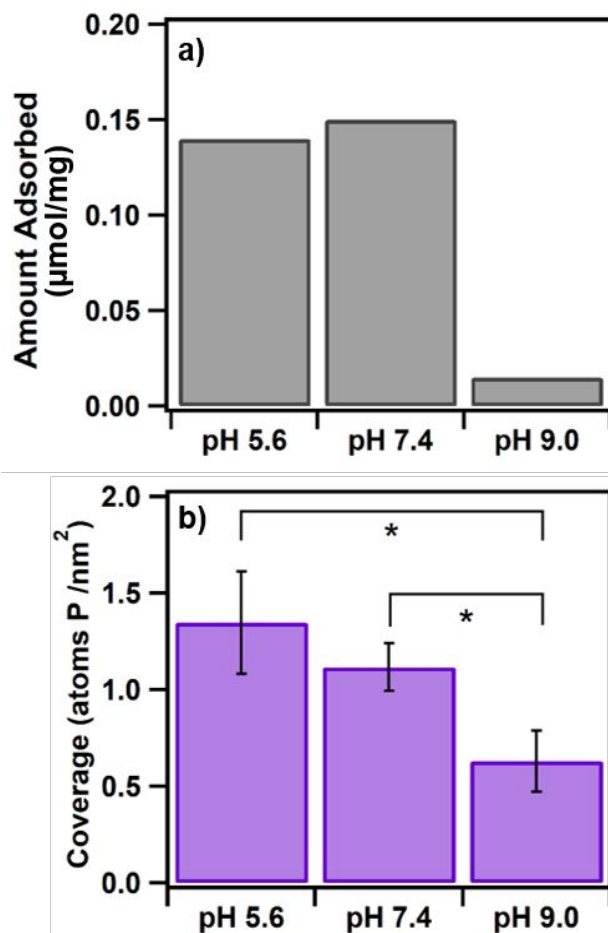 a)
Amount Adsorbed
(µmol/mg)
0.20
0.15
0.10
0.05
0.00
pH 5.6 pH 7.4 pH 9.0
b)
Coverage (atoms P /nm²)
2.0
1.5
1.0
0.5
0.0
*
*
pH 5.6 pH 7.4 pH 9.0